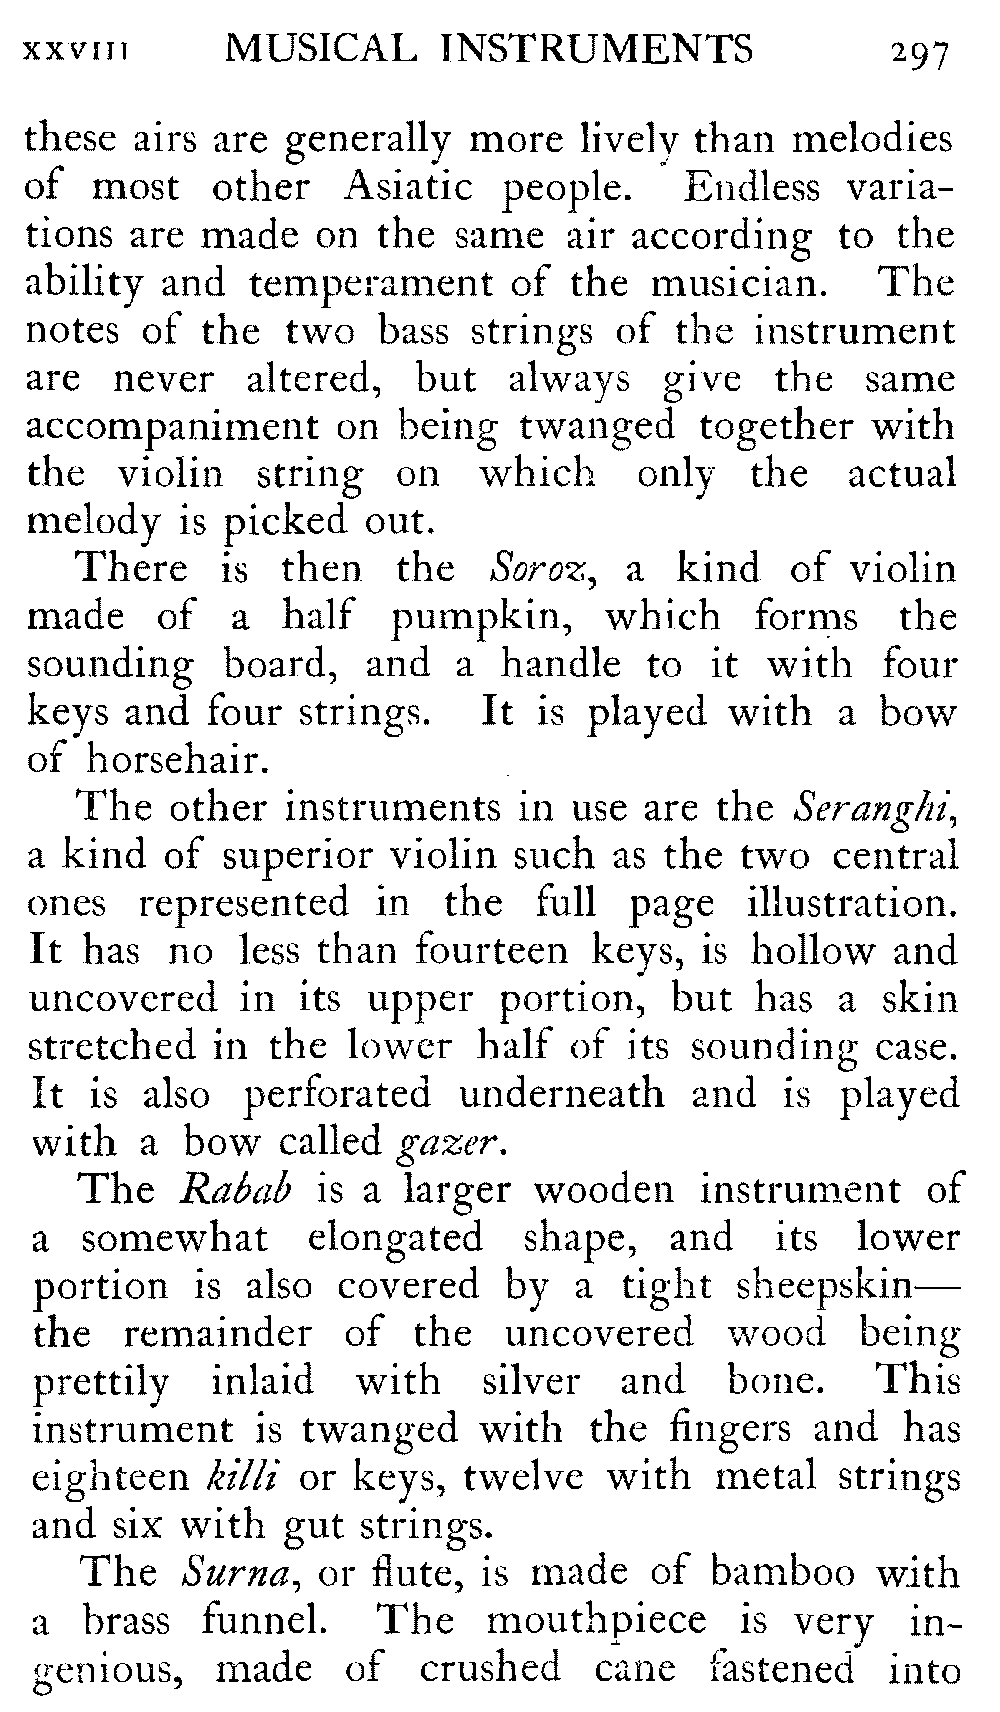 XXVIII MUSICAL INSTRUMENTS 297
these airs are generally more lively than melodies
of most other Asiatic people. Endless varia-
tions are made on the same air according to the
ability and temperament of the musician. The
notes of the two bass strings of the instrument
are never altered, but always give the same
accompaniment on being twanged together with
the violin string on which only the actual
melody is picked out.
There is then the Soroz, a kind of violin
made of a half pumpkin, which forms the
sounding board, and a handle to it with four
keys and four strings. It is played with a bow
of horsehair.
The other instruments in use are the Seranghi,
a kind of superior violin such as the two central
ones represented in the full page illustration.
It has no less than fourteen keys, is hollow and
uncovered in its upper portion, but has a skin
stretched in the lower half of its sounding case.
It is also perforated underneath and is played
with a bow called gazer.
The Rabab is a larger wooden instrument of
a somewhat elongated shape, and its lower
portion is also covered by a tight sheepskin—
the remainder of the uncovered wood being
prettily inlaid with silver and bone. This
instrument is twanged with the fingers and has
eighteen killi or keys, twelve with metal strings
and six with gut strings.
The Surna, or flute, is made of bamboo with
a brass funnel. The mouthpiece is very in-
genious, made of crushed cane fastened into